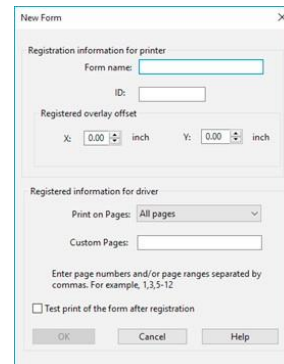 New Form
Registration information for printer
Form name:
ID:
Registered overlay offset
X: 0.00 inch Y: 0.00 inch
Registered information for driver
Print on Pages: All pages
Custom Pages:
Enter page numbers and/or page ranges separated by
commas. For example, 1,3,5-12
Test print of the form after registration
OK Cancel Help